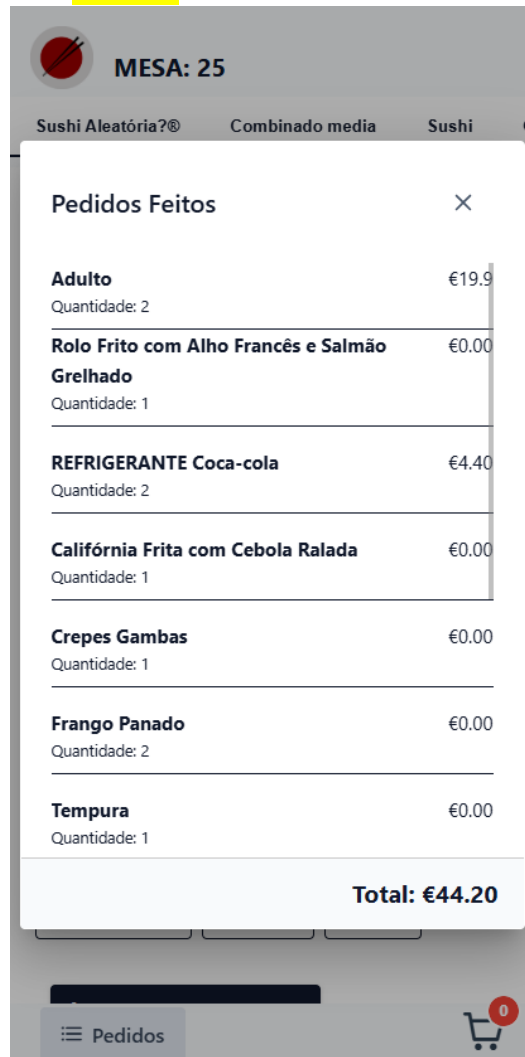 MESA: 25
Sushi Aleatória?® Combinado media Sushi
Pedidos Feitos
Adulto €19.9
Quantidade: 2
Rolo Frito com Alho Francês e Salmão €0.00
Grelhado
Quantidade: 1
REFRIGERANTE Coca-cola €4.40
Quantidade: 2
Califórnia Frita com Cebola Ralada €0.00
Quantidade: 1
Crepes Gambas €0.00
Quantidade: 1
Frango Panado €0.00
Quantidade: 2
Tempura €0.00
Quantidade: 1
Total: €44.20
Pedidos 0